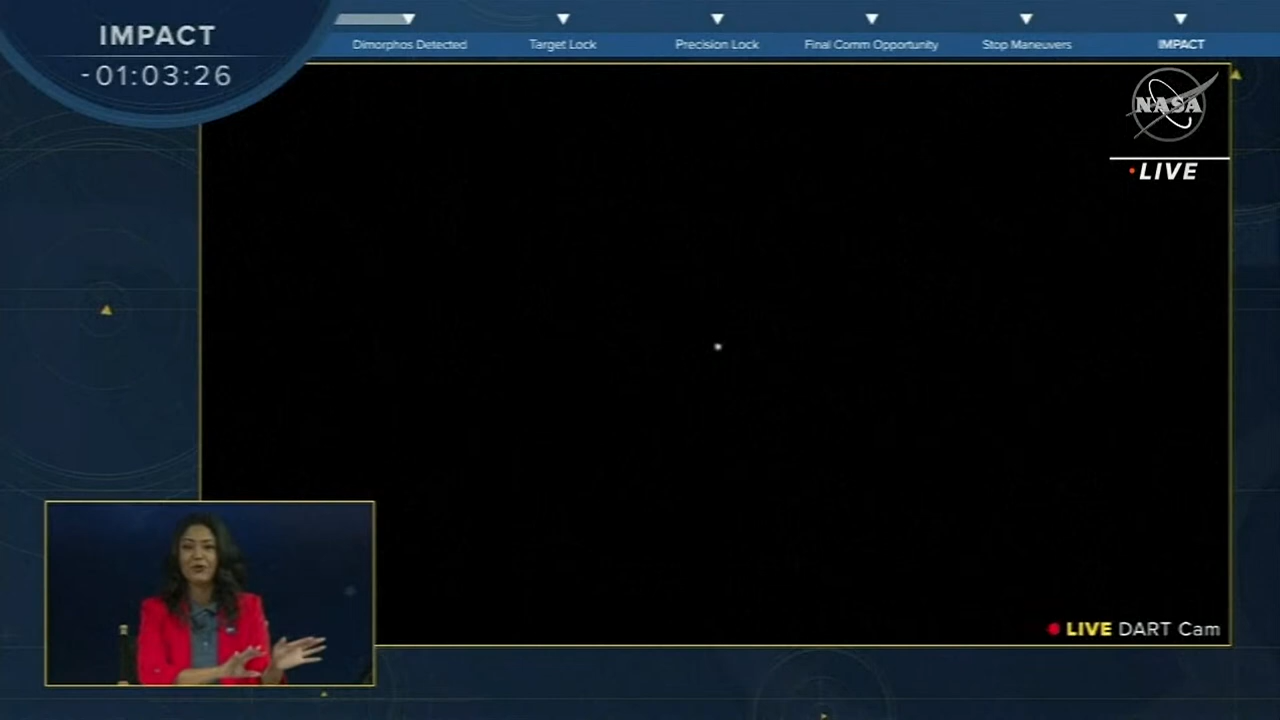 IMPACT
-01:03:26
Dimorphos Detected
Target Lock
Precision Lock
Final Comm Opportunity
Stop Maneuvers
IMPACT
NASA
LIVE
LIVE DART Cam